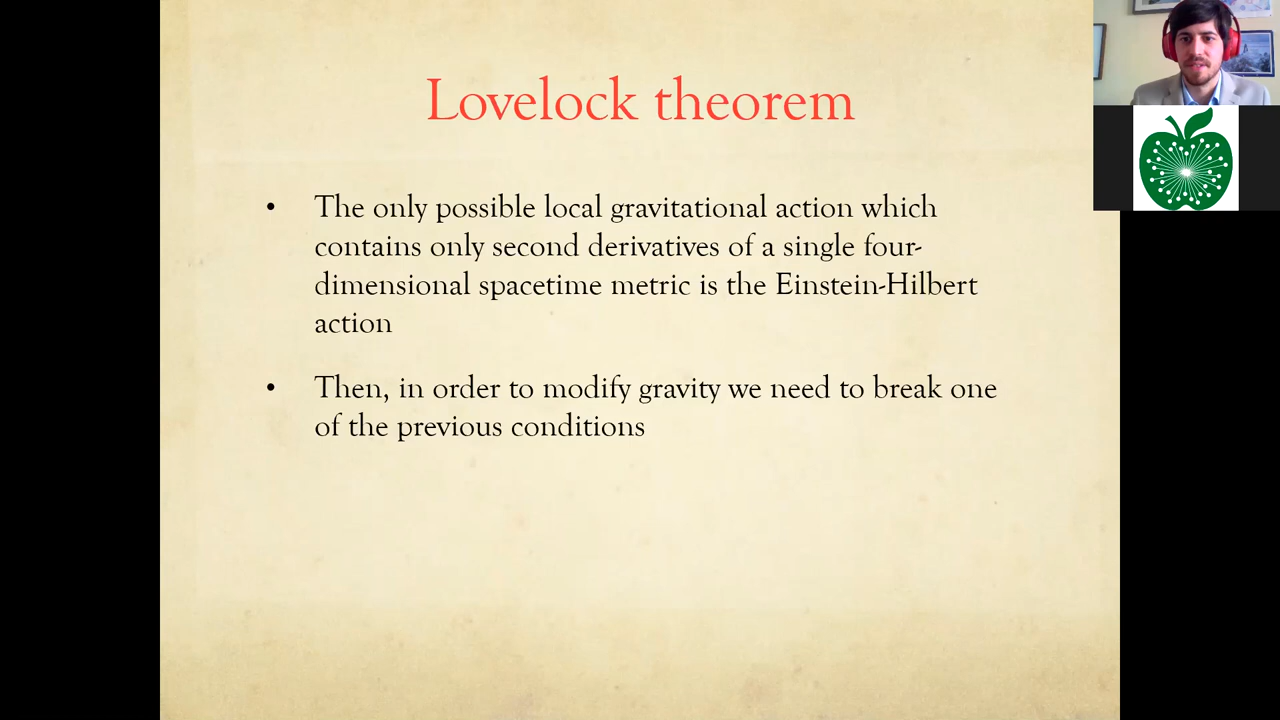 Lovelock theorem
• The only possible local gravitational action which
contains only second derivatives of a single four-
dimensional spacetime metric is the Einstein-Hilbert
action
• Then, in order to modify gravity we need to break one
of the previous conditions